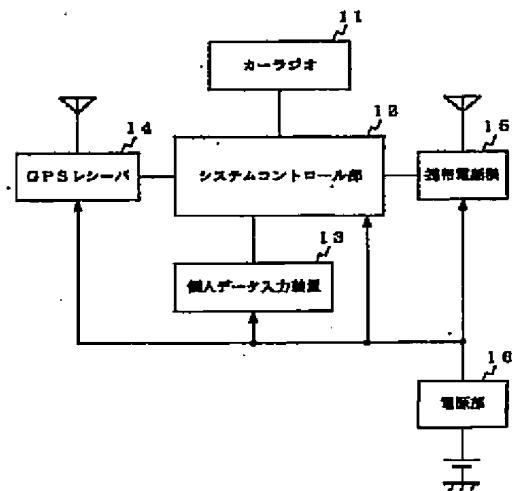 11
カーラジオ
12
14
15
GPSレシーバ
システムコントロール部
携帯電話機
13
個人データ入力装置
16
電源部